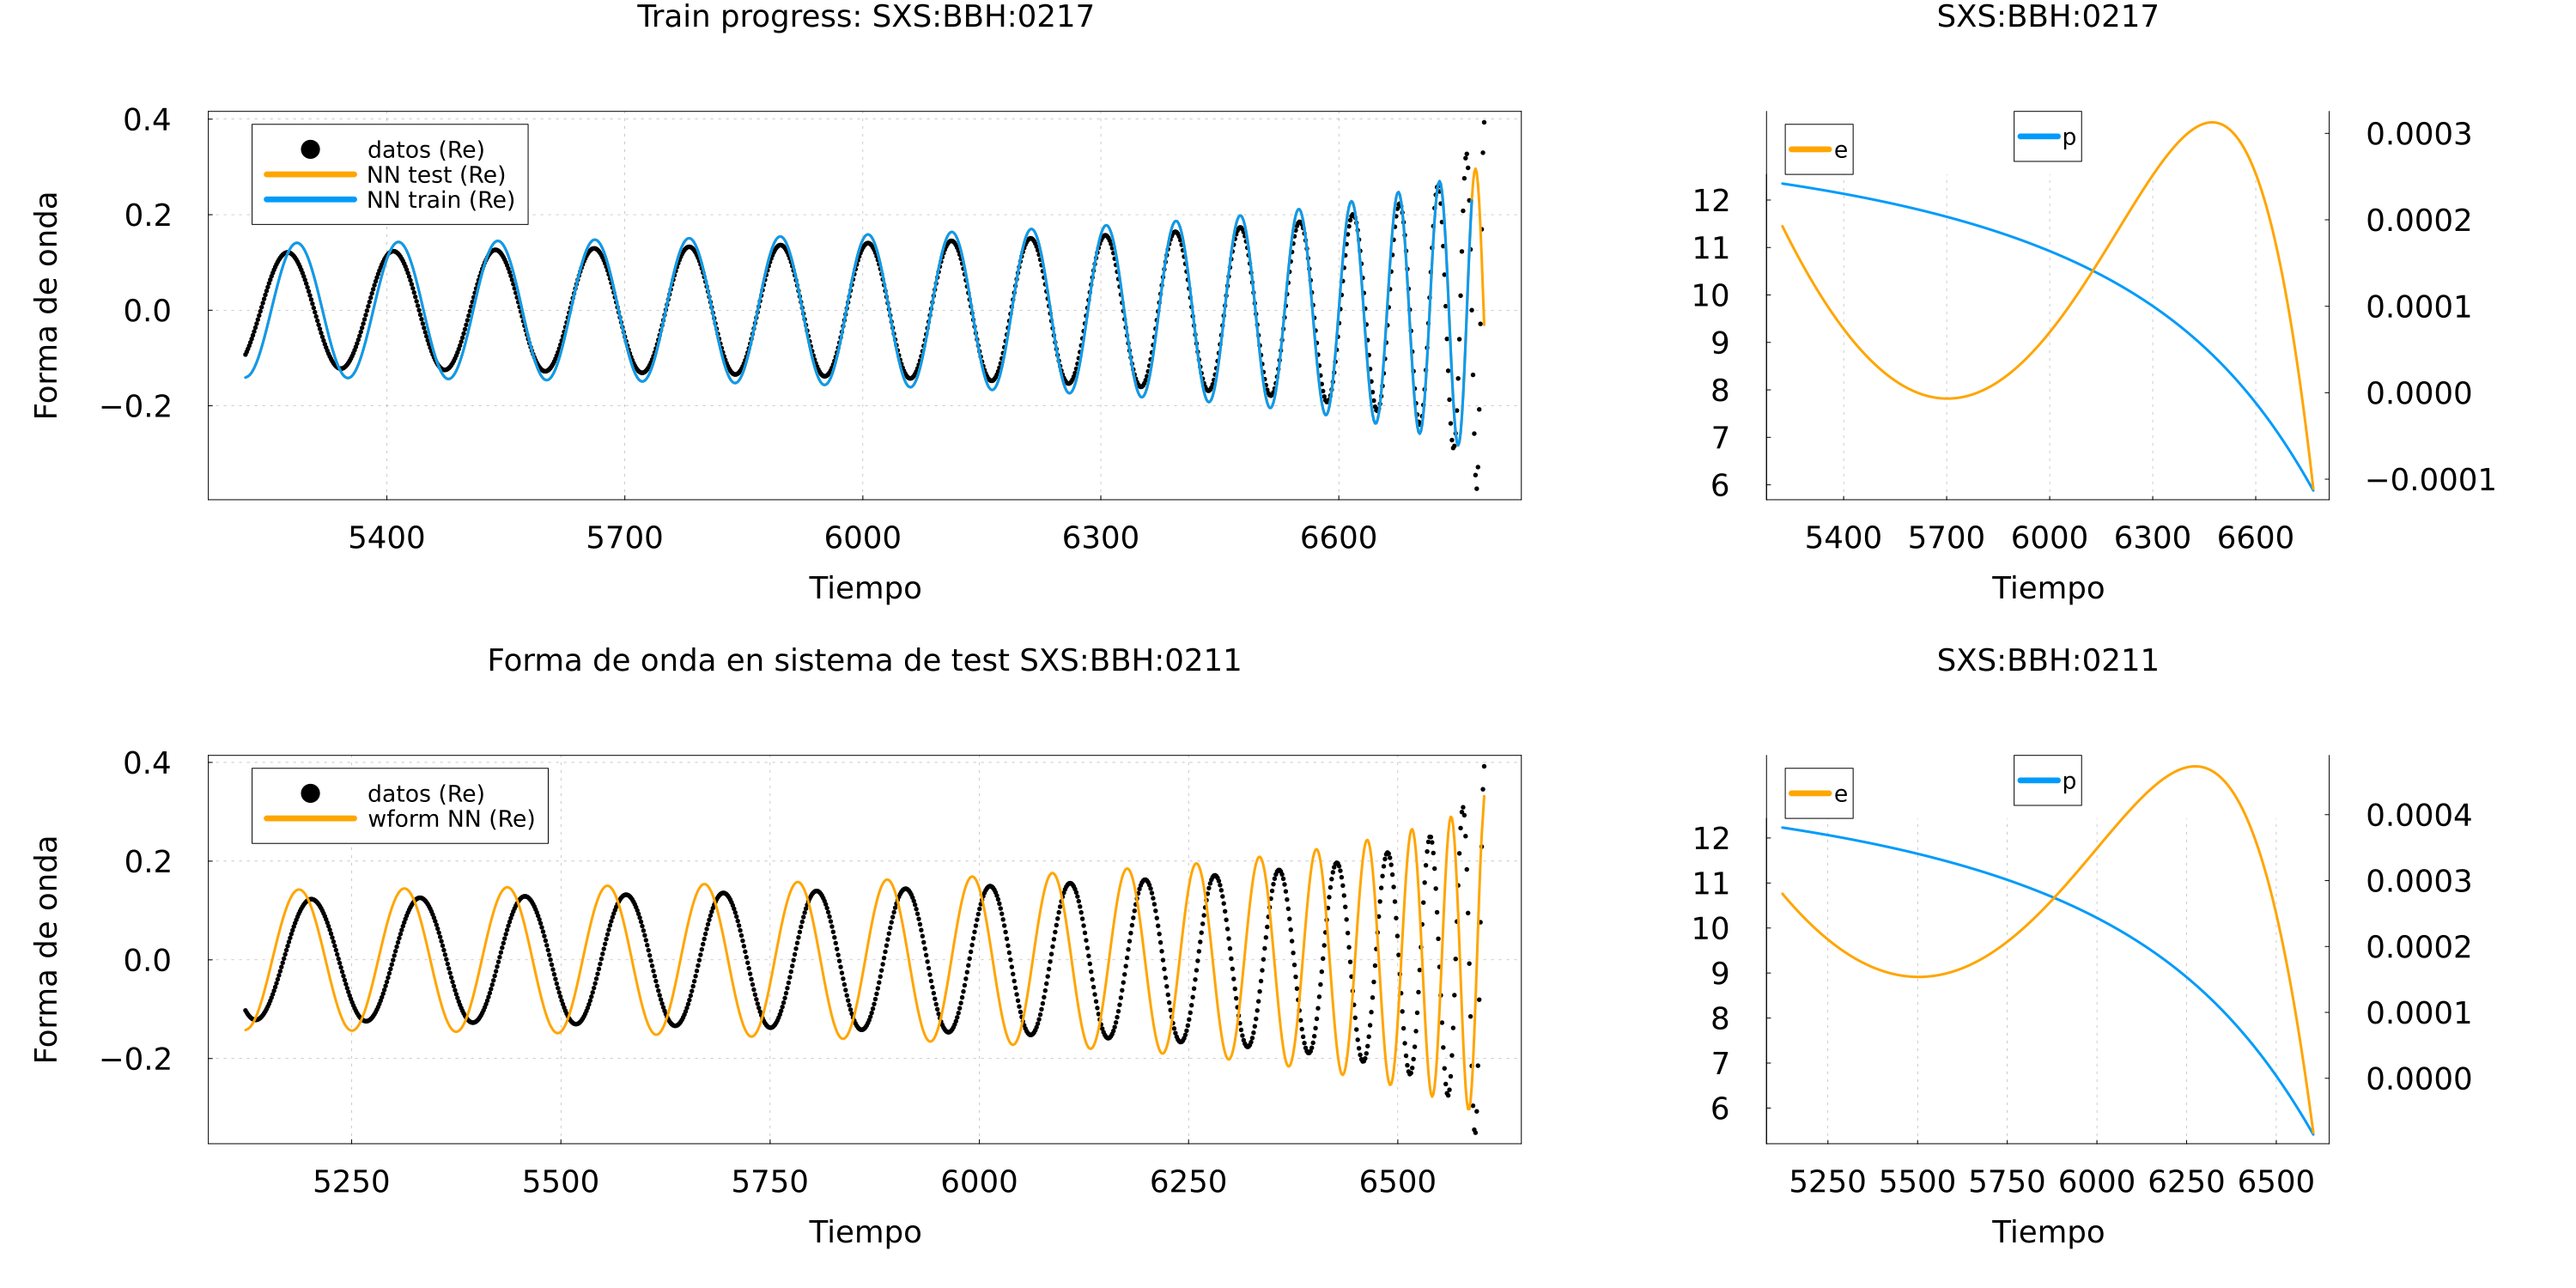 Train progress: SXS:BBH:0217
Forma de onda
0.4
0.2
0.0
−0.2
datos (Re)
NN test (Re)
NN train (Re)
5400 5700 6000 6300 6600
Tiempo
SXS:BBH:0217
e
p
12
11
10
9
8
7
6
0.0003
0.0002
0.0001
0.0000
−0.0001
5400 5700 6000 6300 6600
Tiempo
Forma de onda en sistema de test SXS:BBH:0211
Forma de onda
0.4
0.2
0.0
−0.2
datos (Re)
wform NN (Re)
5250 5500 5750 6000 6250 6500
Tiempo
SXS:BBH:0211
e
p
12
11
10
9
8
7
6
0.0004
0.0003
0.0002
0.0001
0.0000
5250 5500 5750 6000 6250 6500
Tiempo